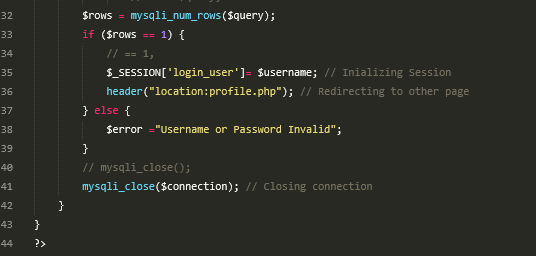 32 $rows = mysqli_num_rows($query);
33 if ($rows == 1) {
34 // == 1,
35 $_SESSION['login_user']= $username; // Inializing Session
36 header("location:profile.php"); // Redirecting to other page
37 } else {
38 $error ="Username or Password Invalid";
39 }
40 // mysqli_close();
41 mysqli_close($connection); // Closing connection
42 }
43 }
44 ?>